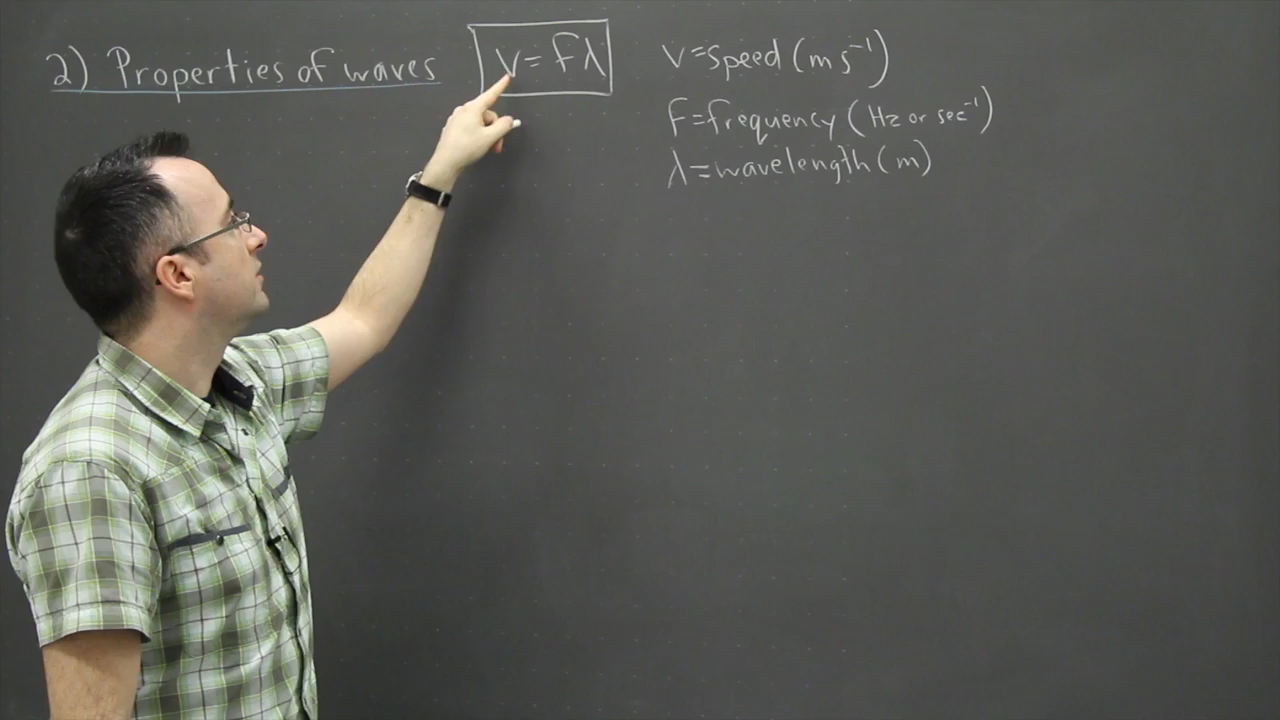 2) Properties of waves v = fλ v=speed (m s⁻¹)
f=frequency (Hz or sec⁻¹)
λ=wavelength (m)